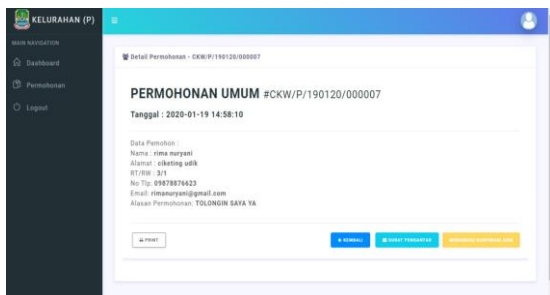 KELURAHAN (P)
MAIN NAVIGATION
Dashboard
Permohonan
Logout
Detail Permohonan - CKW/P/190120/000007
PERMOHONAN UMUM #CKW/P/190120/000007
Tanggal : 2020-01-19 14:58:10
Data Pemohon :
Nama : rima nuryani
Alamat : ciketing udik
RT/RW : 3/1
No Tlp: 09878876623
Email: rimanuryani@gmail.com
Alasan Permohonan: TOLONGIN SAYA YA
PRINT
KEMBALI
SURAT PENGANTAR